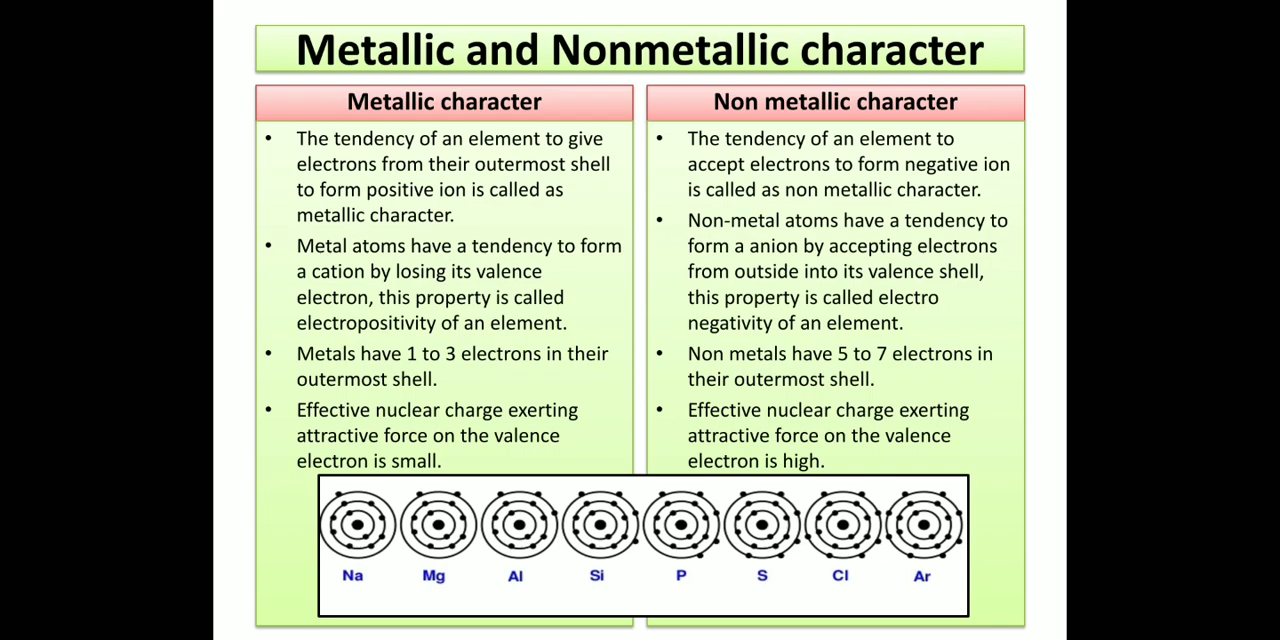 Metallic and Nonmetallic character
Metallic character
• The tendency of an element to give
electrons from their outermost shell
to form positive ion is called as
metallic character.
• Metal atoms have a tendency to form
a cation by losing its valence
electron, this property is called
electropositivity of an element.
• Metals have 1 to 3 electrons in their
outermost shell.
• Effective nuclear charge exerting
attractive force on the valence
electron is small.
Non metallic character
• The tendency of an element to
accept electrons to form negative ion
is called as non metallic character.
• Non-metal atoms have a tendency to
form a anion by accepting electrons
from outside into its valence shell,
this property is called electro
negativity of an element.
• Non metals have 5 to 7 electrons in
their outermost shell.
• Effective nuclear charge exerting
attractive force on the valence
electron is high.
Na Mg Al Si P S Cl Ar